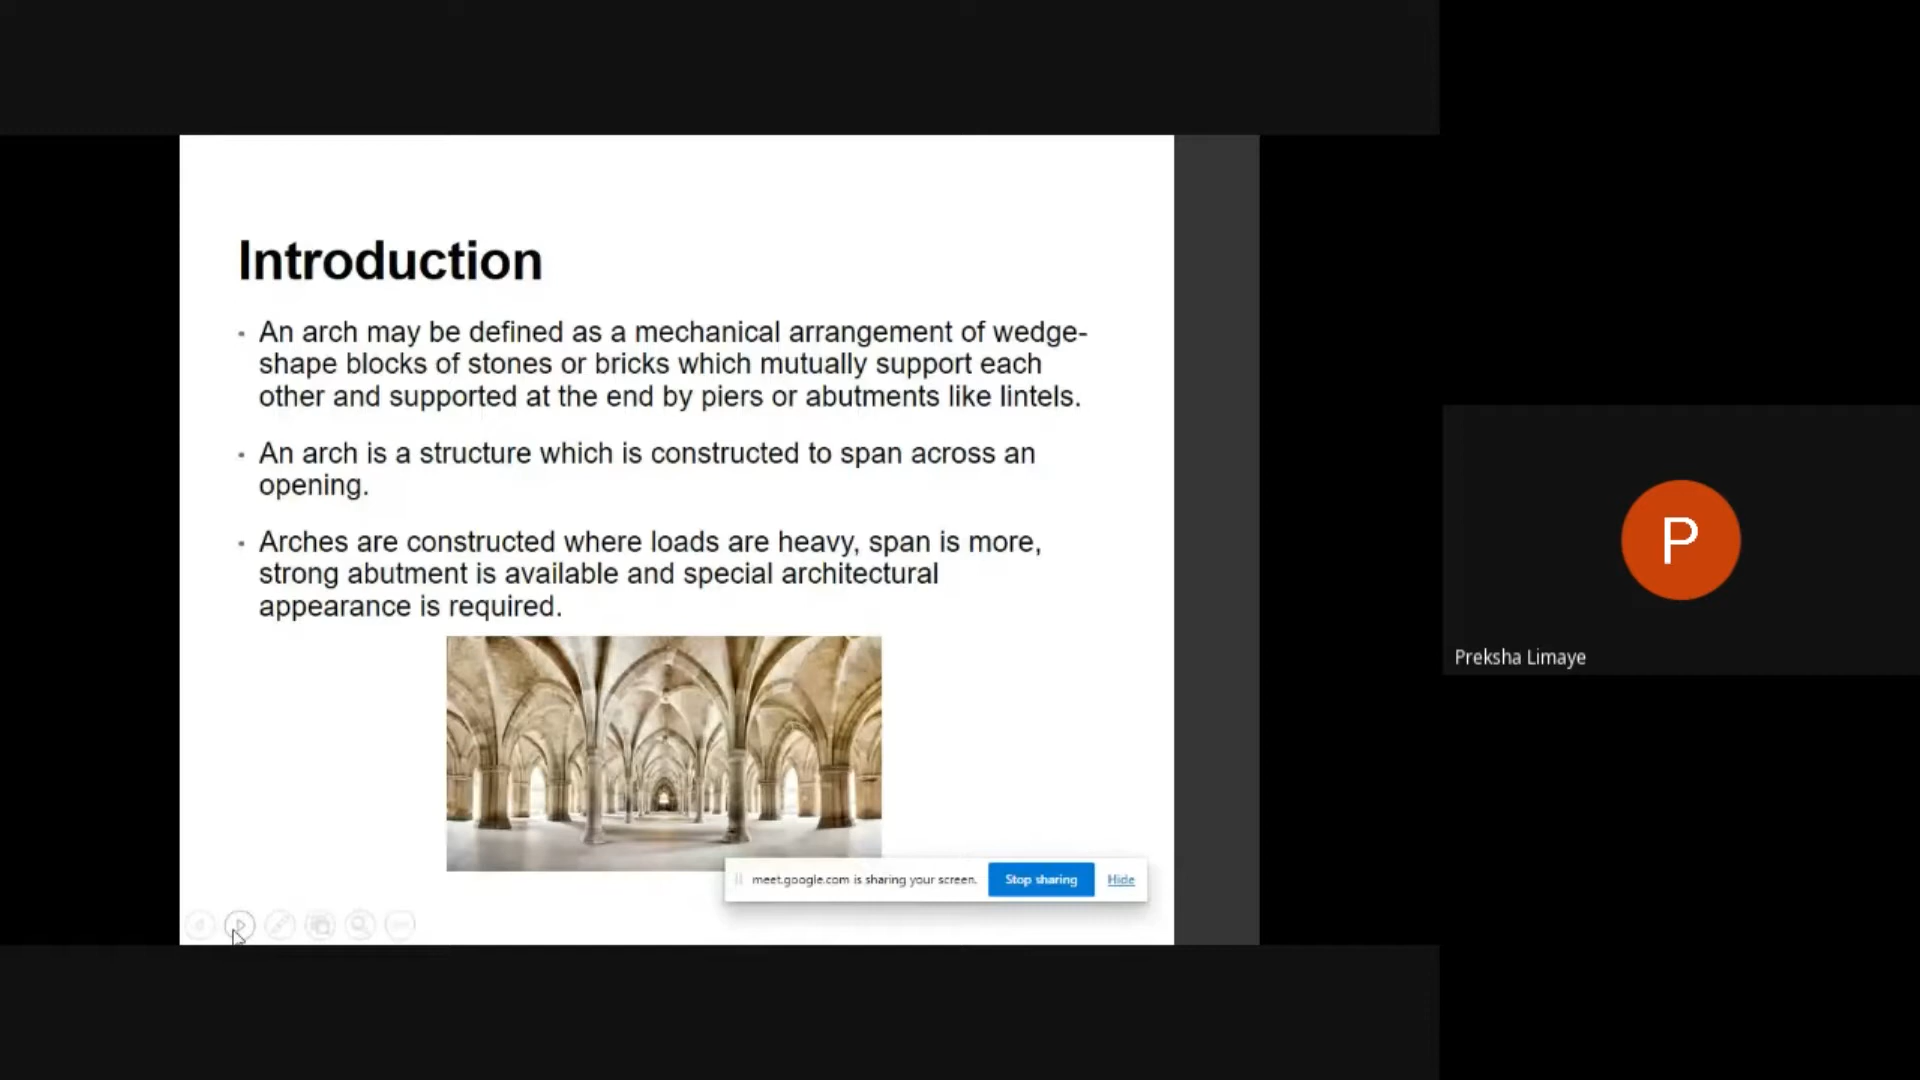 Introduction
· An arch may be defined as a mechanical arrangement of wedge-
shape blocks of stones or bricks which mutually support each
other and supported at the end by piers or abutments like lintels.
· An arch is a structure which is constructed to span across an
opening.
· Arches are constructed where loads are heavy, span is more,
strong abutment is available and special architectural
appearance is required.
meet.google.com is sharing your screen. Stop sharing Hide
P
Preksha Limaye